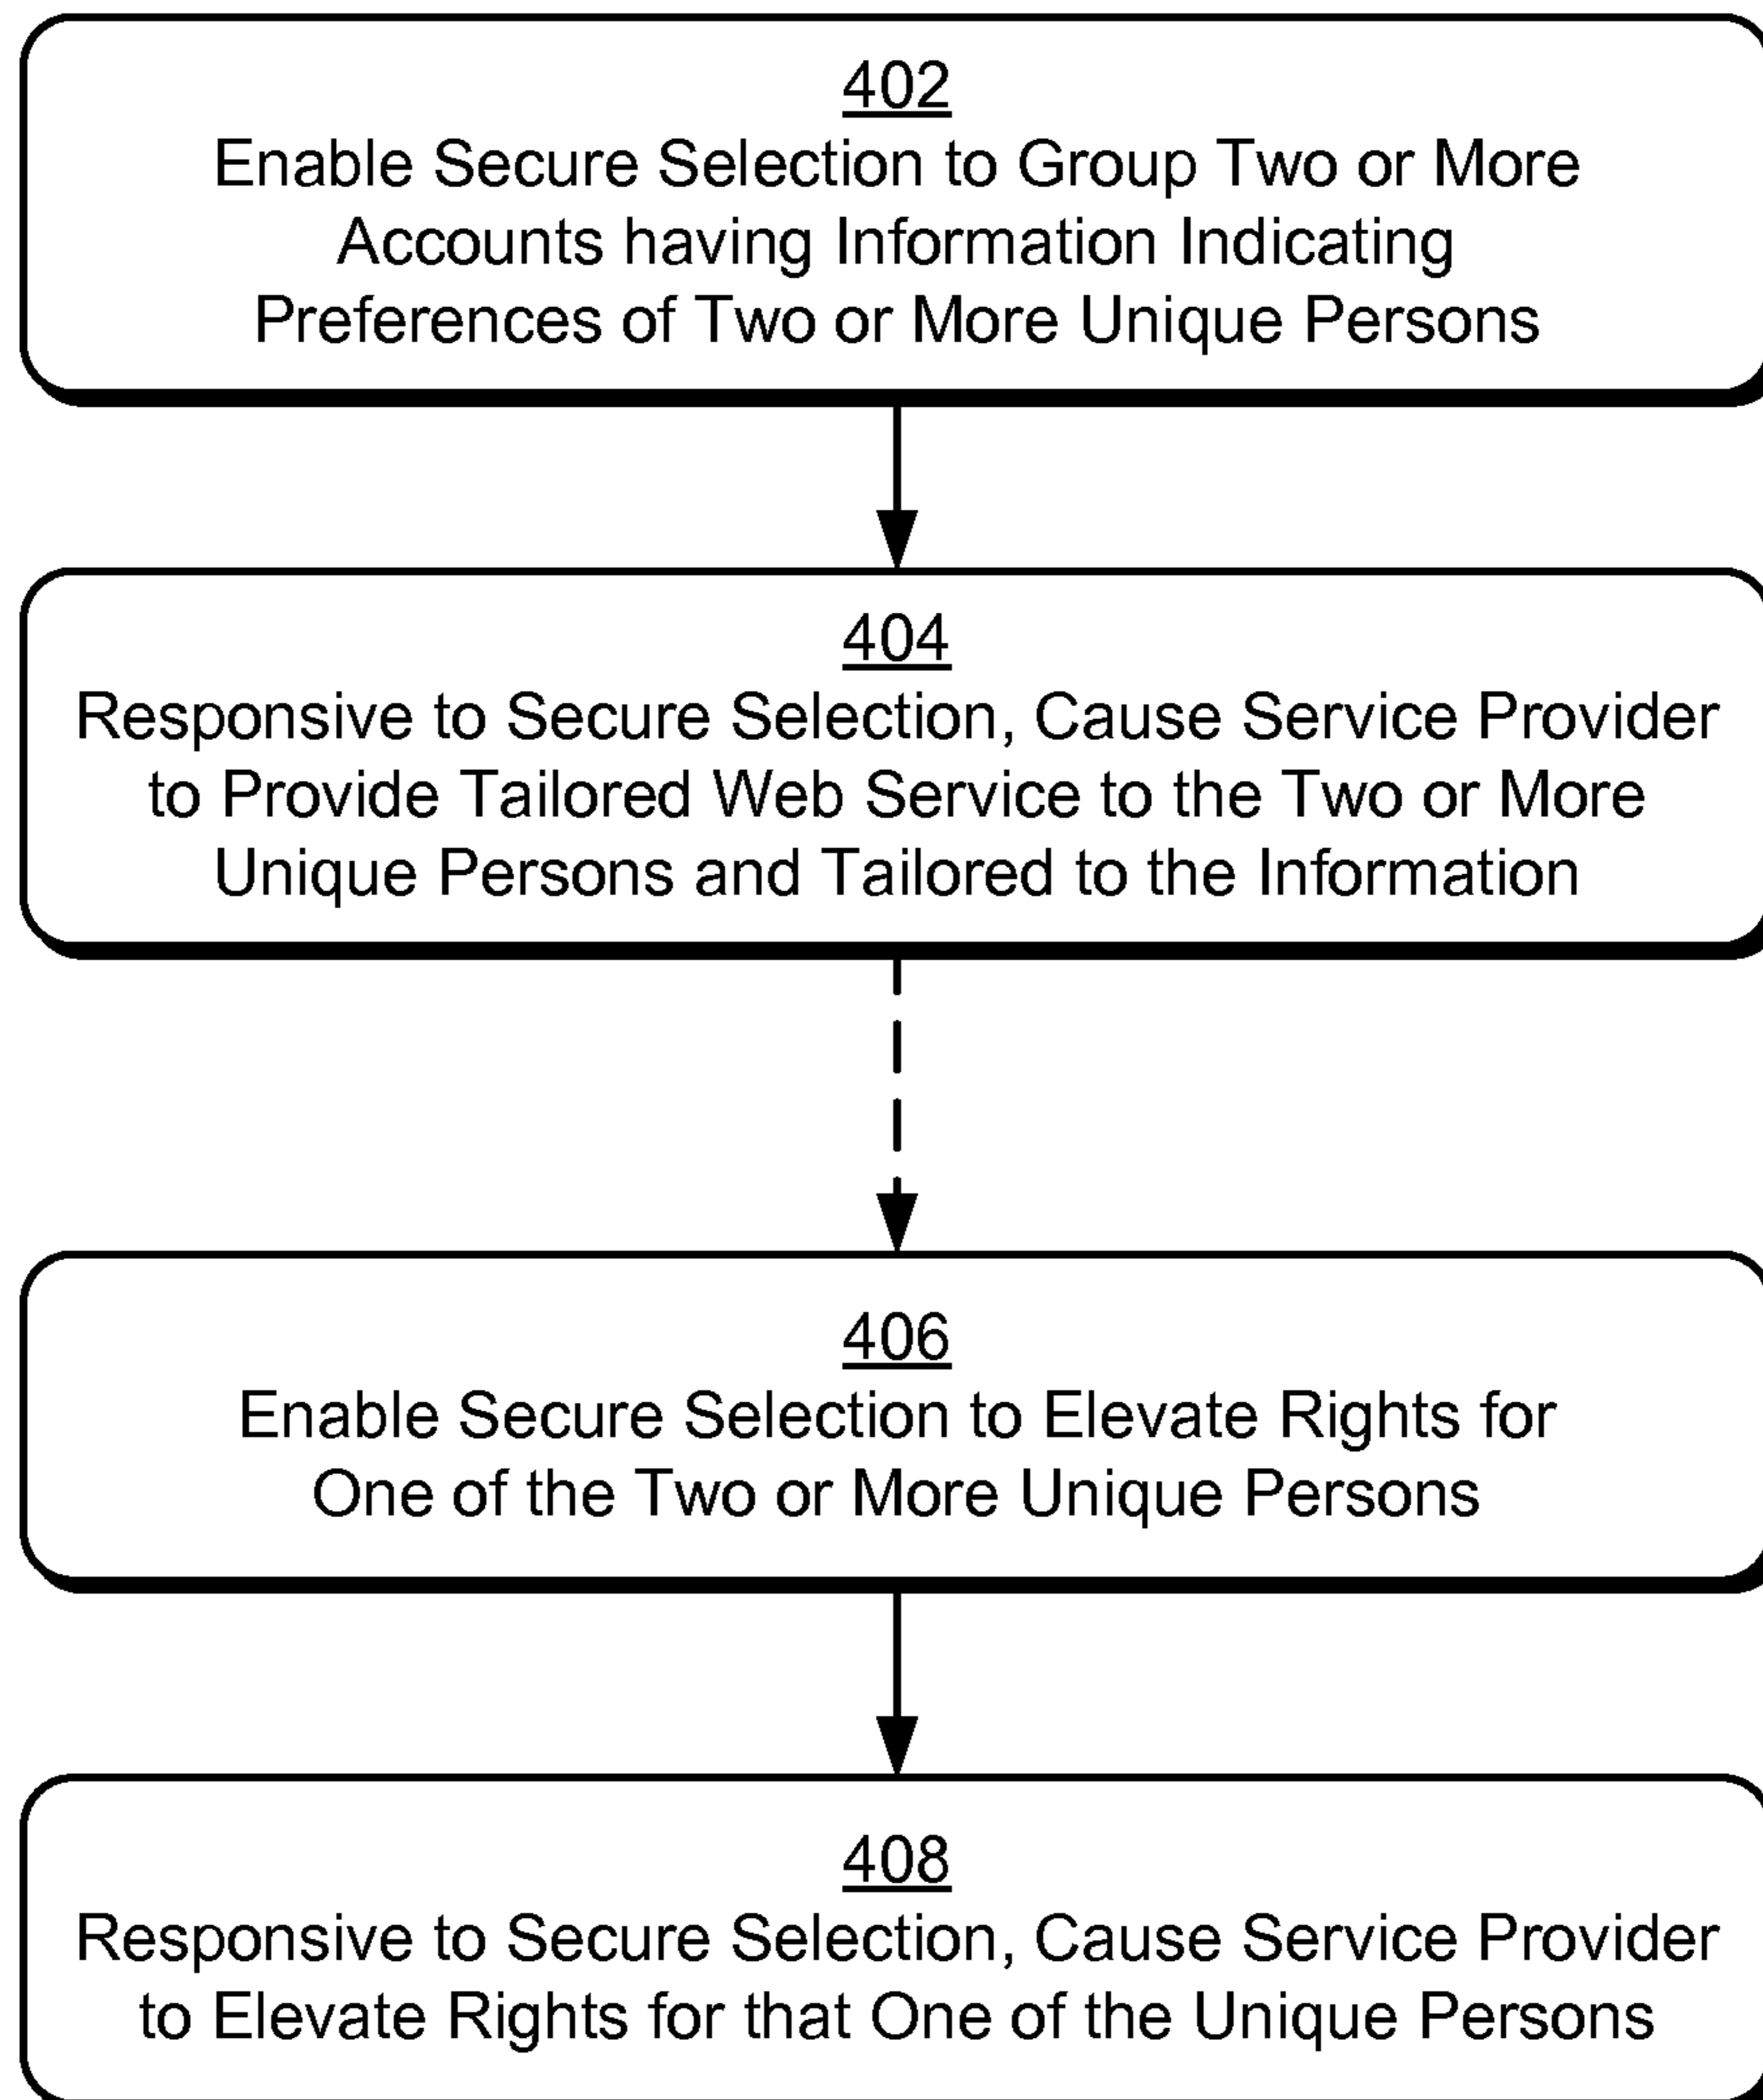 402
Enable Secure Selection to Group Two or More
Accounts having Information Indicating
Preferences of Two or More Unique Persons
404
Responsive to Secure Selection, Cause Service Provider
to Provide Tailored Web Service to the Two or More
Unique Persons and Tailored to the Information
406
Enable Secure Selection to Elevate Rights for
One of the Two or More Unique Persons
408
Responsive to Secure Selection, Cause Service Provider
to Elevate Rights for that One of the Unique Persons